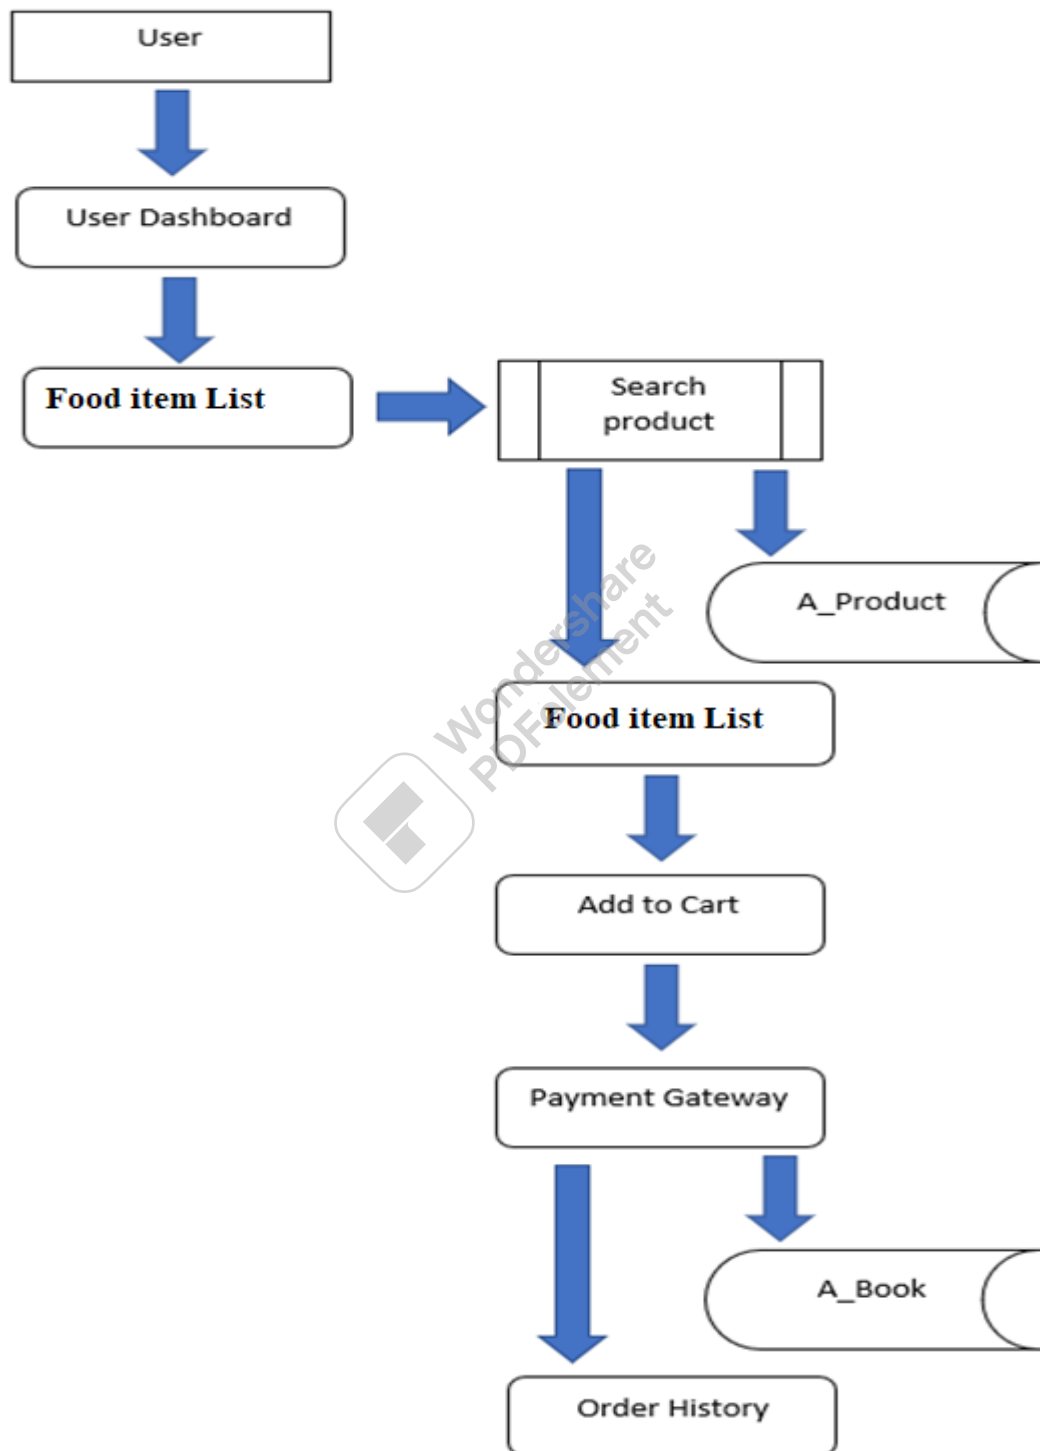 User
User Dashboard
Food item List
Search
product
A_Product
Food item List
Add to Cart
Payment Gateway
A_Book
Order History
Wondershare
PDFelement